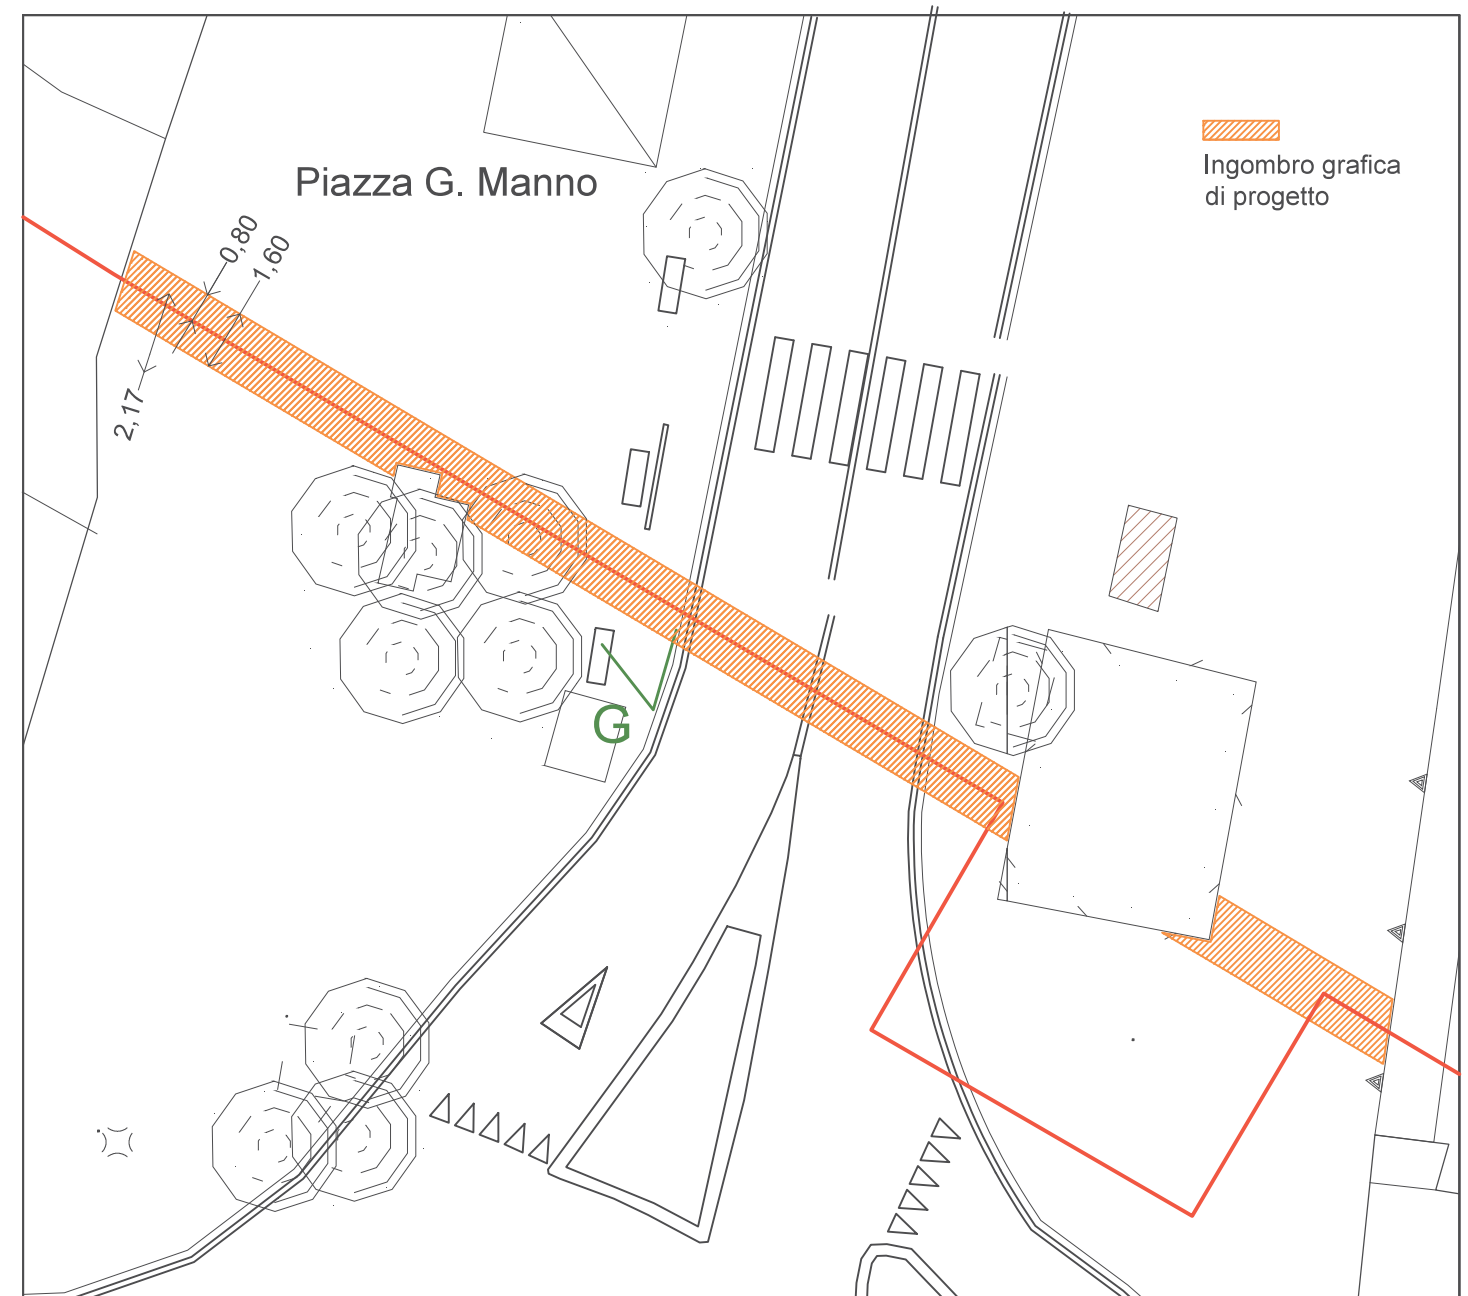 Ingombro grafica
di progetto
Piazza G. Manno
0,80
1,60
2,17
G